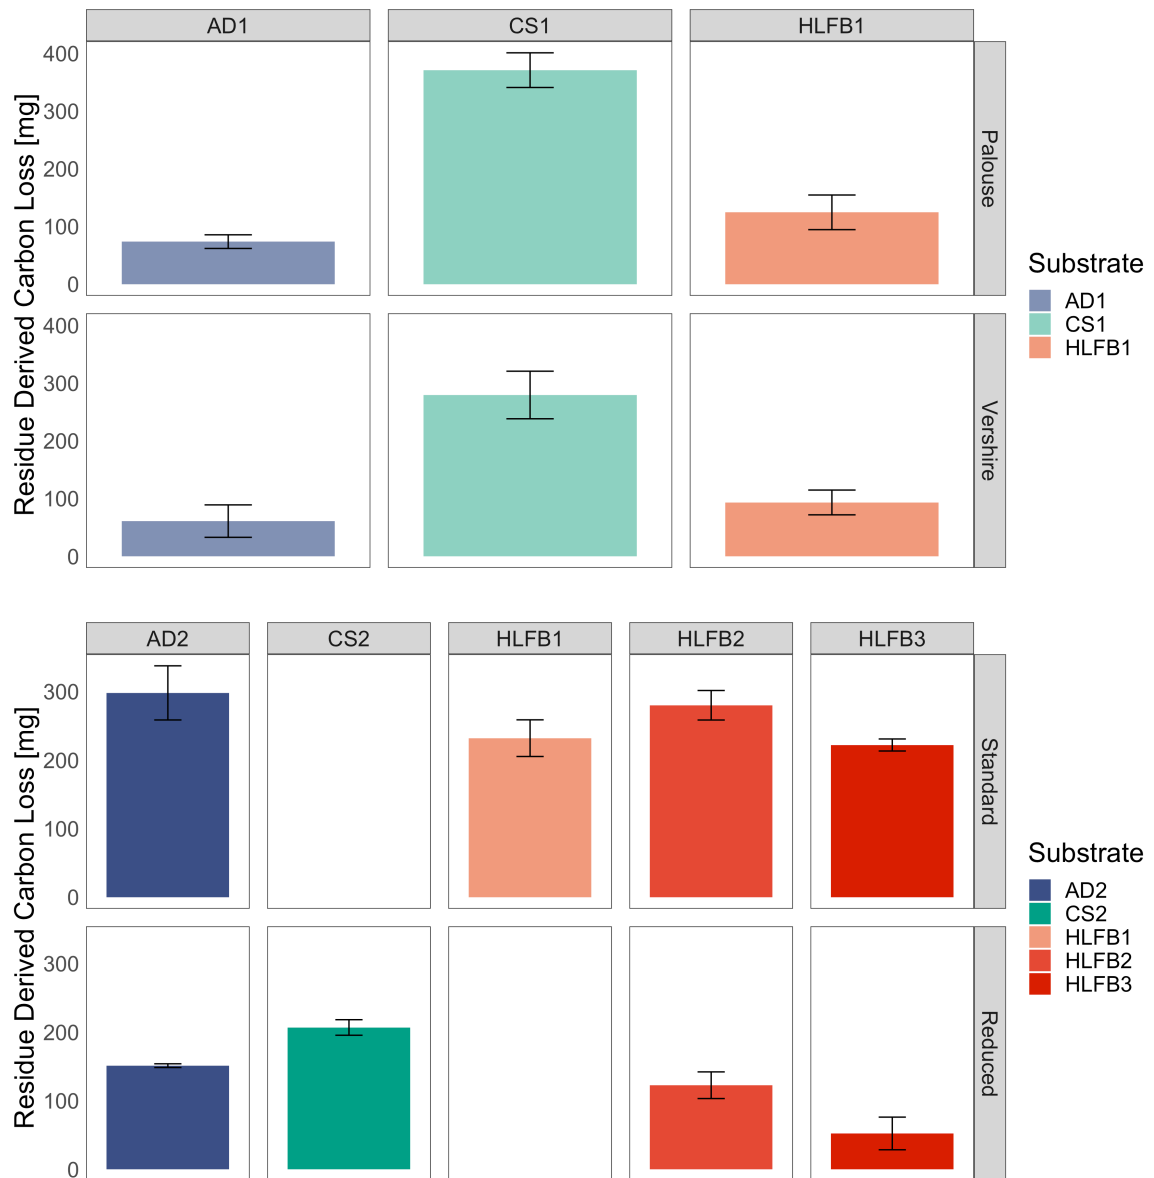 AD1
CS1
HLFB1
Residue Derived Carbon Loss [mg]
400
300
200
100
0
Palouse
400
300
200
100
0
Vershire
Substrate
AD1
CS1
HLFB1
AD2
CS2
HLFB1
HLFB2
HLFB3
Residue Derived Carbon Loss [mg]
300
200
100
0
Standard
300
200
100
0
Reduced
Substrate
AD2
CS2
HLFB1
HLFB2
HLFB3